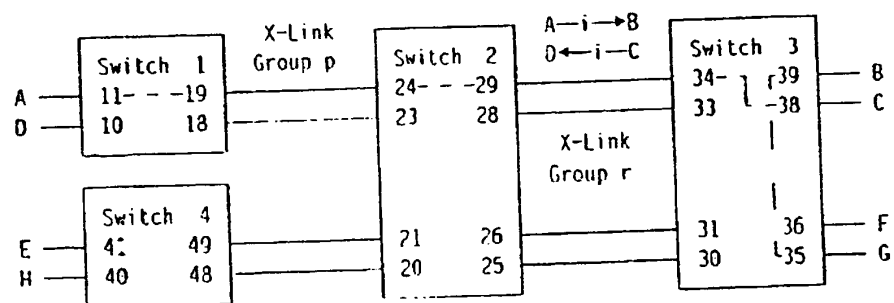 X-Link
Group p
A—i→B
D←i—C
Switch 1
A 11- - -19
D 10 18
Switch 2
24- - -29
23 28
21 26
20 25
Switch 3
34- 39 B
33 -38 C
31 36 F
30 35 G
X-Link
Group r
Switch 4
E 49
H 40 48